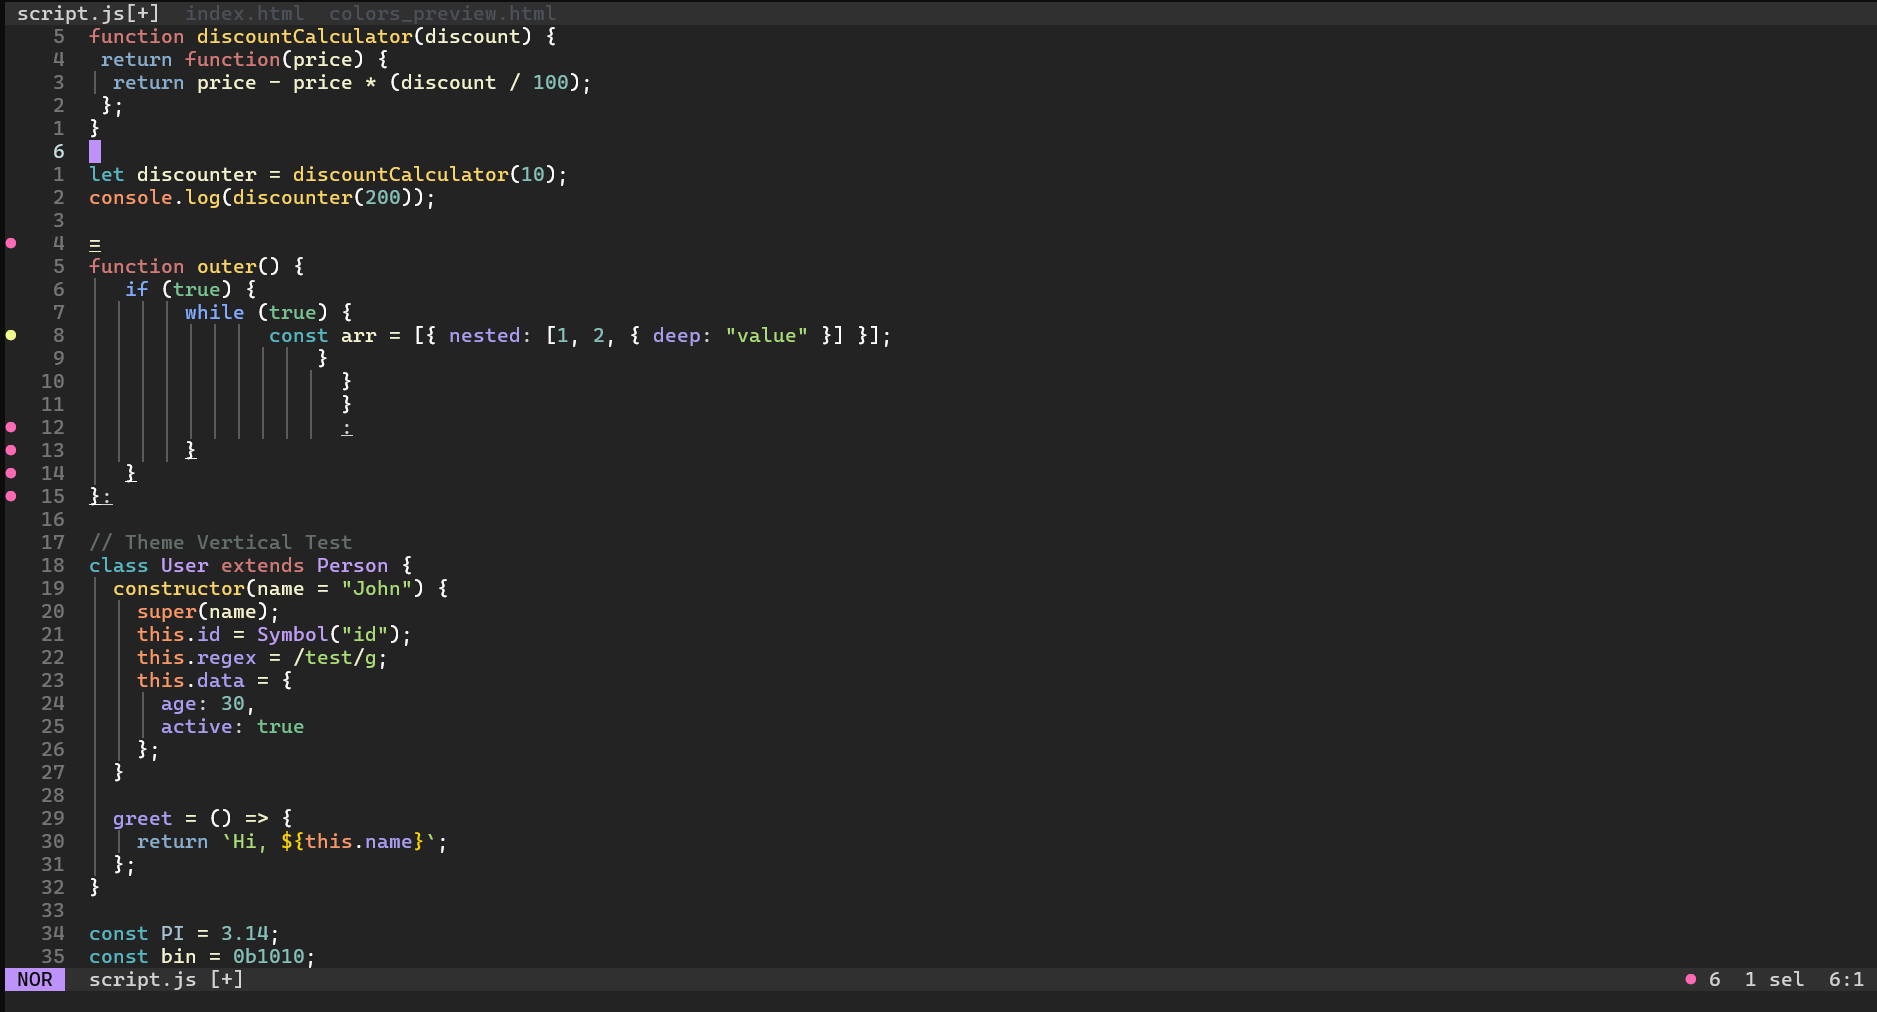 script.js[+]  index.html  colors_preview.html
5 function discountCalculator(discount) {
4  return function(price) {
3   return price - price * (discount / 100);
2  };
1 }
6
1 let discounter = discountCalculator(10);
2 console.log(discounter(200));
3
4 =
5 function outer() {
6    if (true) {
7         while (true) {
8                const arr = [{ nested: [1, 2, { deep: "value" }] }];
9                    }
10                     }
11                     }
12                     :
13        }
14   }
15 }:
16
17 // Theme Vertical Test
18 class User extends Person {
19   constructor(name = "John") {
20     super(name);
21     this.id = Symbol("id");
22     this.regex = /test/g;
23     this.data = {
24       age: 30,
25       active: true
26     };
27   }
28
29   greet = () => {
30     return `Hi, ${this.name}`;
31   };
32 }
33
34 const PI = 3.14;
35 const bin = 0b1010;
NOR  script.js [+]  ● 6  1 sel  6:1